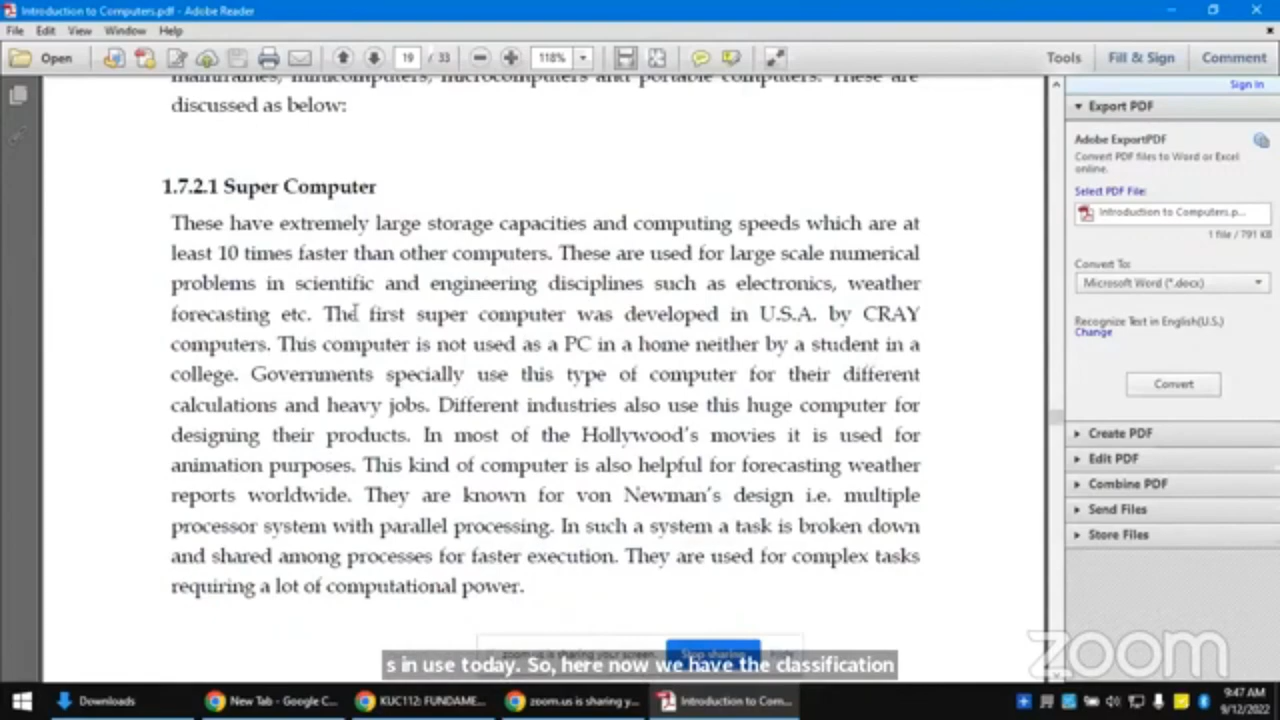 Introduction to Computers.pdf - Adobe Reader
File Edit View Window Help
Open 19 / 33 118% Tools Fill & Sign Comment
mainframes, minicomputers, microcomputers and portable computers. These are
discussed as below:
1.7.2.1 Super Computer
These have extremely large storage capacities and computing speeds which are at
least 10 times faster than other computers. These are used for large scale numerical
problems in scientific and engineering disciplines such as electronics, weather
forecasting etc. The first super computer was developed in U.S.A. by CRAY
computers. This computer is not used as a PC in a home neither by a student in a
college. Governments specially use this type of computer for their different
calculations and heavy jobs. Different industries also use this huge computer for
designing their products. In most of the Hollywood's movies it is used for
animation purposes. This kind of computer is also helpful for forecasting weather
reports worldwide. They are known for von Newman's design i.e. multiple
processor system with parallel processing. In such a system a task is broken down
and shared among processes for faster execution. They are used for complex tasks
requiring a lot of computational power.
Sign In
Export PDF
Adobe ExportPDF
Convert PDF files to Word or Excel
online.
Select PDF File:
Introduction to Computers.p...
1 file / 791 KB
Convert To:
Microsoft Word (*.docx)
Recognize Text in English(U.S.)
Change
Convert
Create PDF
Edit PDF
Combine PDF
Send Files
Store Files
zoom.us is sharing your screen. Stop sharing
s in use today. So, here now we have the classification
zoom
Downloads
New Tab - Google C...
KUC112: FUNDAME...
zoom.us is sharing y...
Introduction to Com...
9:47 AM
9/12/2022